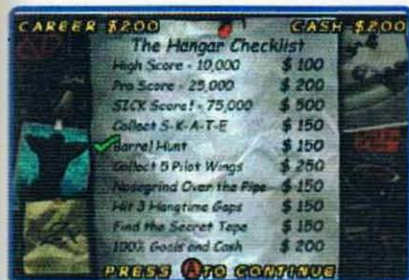 CAREER-$200 CASH-$200
The Hangar Checklist
High Score - 10,000 $ 100
Pro Score - 25,000 $ 200
SICK Score! - 75,000 $ 500
Collect S-K-A-T-E $ 150
Barrel Hunt $ 150
Collect 5 Pilot Wings $ 250
Nosegrind Over the Pipe $ 150
Hit 3 Hangtime Gaps $ 150
Find the Secret Tape $ 150
100% Goals and Cash $ 200
PRESS A TO CONTINUE